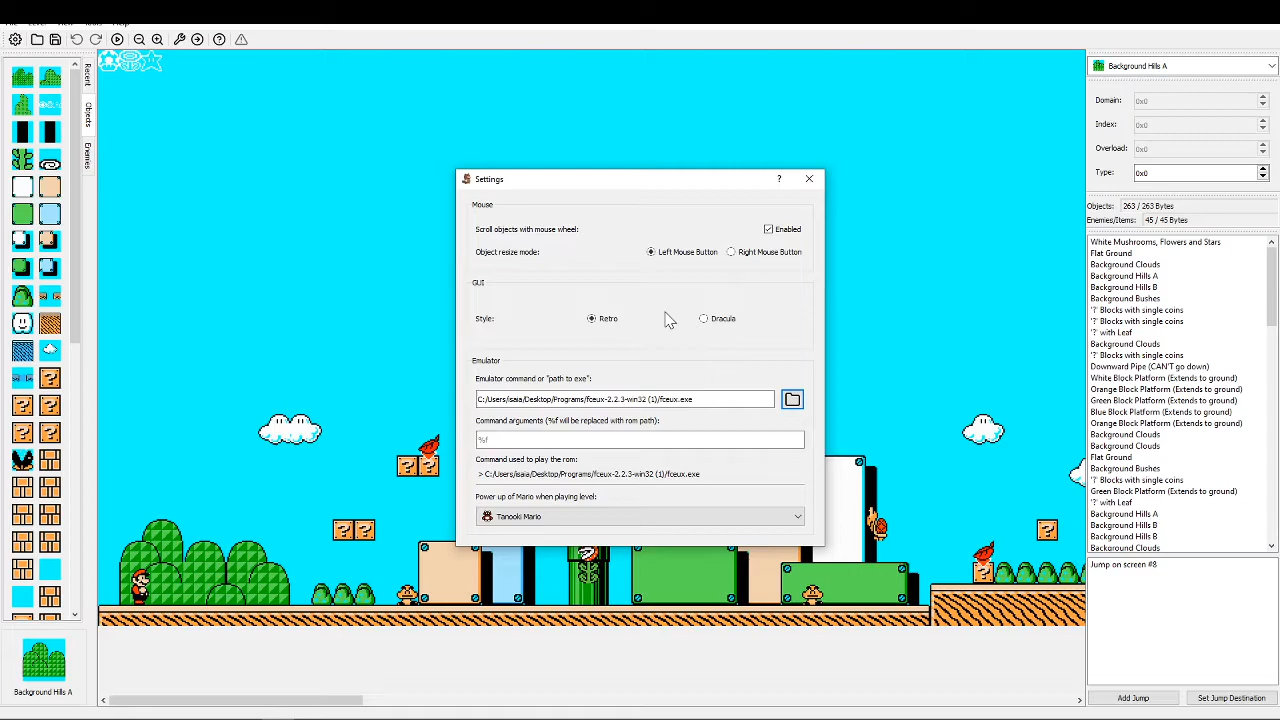 Recent
Objects
Enemies
Background Hills A
Settings
?
Mouse
Scroll objects with mouse wheel:
Enabled
Object resize mode:
Left Mouse Button
Right Mouse Button
GUI
Style:
Retro
Dracula
Emulator
Emulator command or "path to exe":
C:/Users/isaia/Desktop/Programs/fceux-2.2.3-win32 (1)/fceux.exe
Command arguments (%f will be replaced with rom path):
%f
Command used to play the rom:
> C:/Users/isaia/Desktop/Programs/fceux-2.2.3-win32 (1)/fceux.exe
Power up of Mario when playing level:
Tanooki Mario
Background Hills A
Domain: 0x0
Index: 0x0
Overload: 0x0
Type: 0x0
Objects: 263 / 263 Bytes
Enemies/Items: 45 / 45 Bytes
White Mushrooms, Flowers and Stars
Flat Ground
Background Clouds
Background Hills A
Background Hills B
Background Bushes
'?' Blocks with single coins
'?' Blocks with single coins
'?' with Leaf
Background Clouds
'?' Blocks with single coins
Downward Pipe (CAN'T go down)
White Block Platform (Extends to ground)
Orange Block Platform (Extends to ground)
Green Block Platform (Extends to ground)
Blue Block Platform (Extends to ground)
Orange Block Platform (Extends to ground)
Background Clouds
Background Clouds
Flat Ground
Background Bushes
'?' Blocks with single coins
Green Block Platform (Extends to ground)
'?' with Leaf
Background Hills A
Background Hills B
Background Hills B
Background Clouds
Jump on screen #8
Add Jump
Set Jump Destination